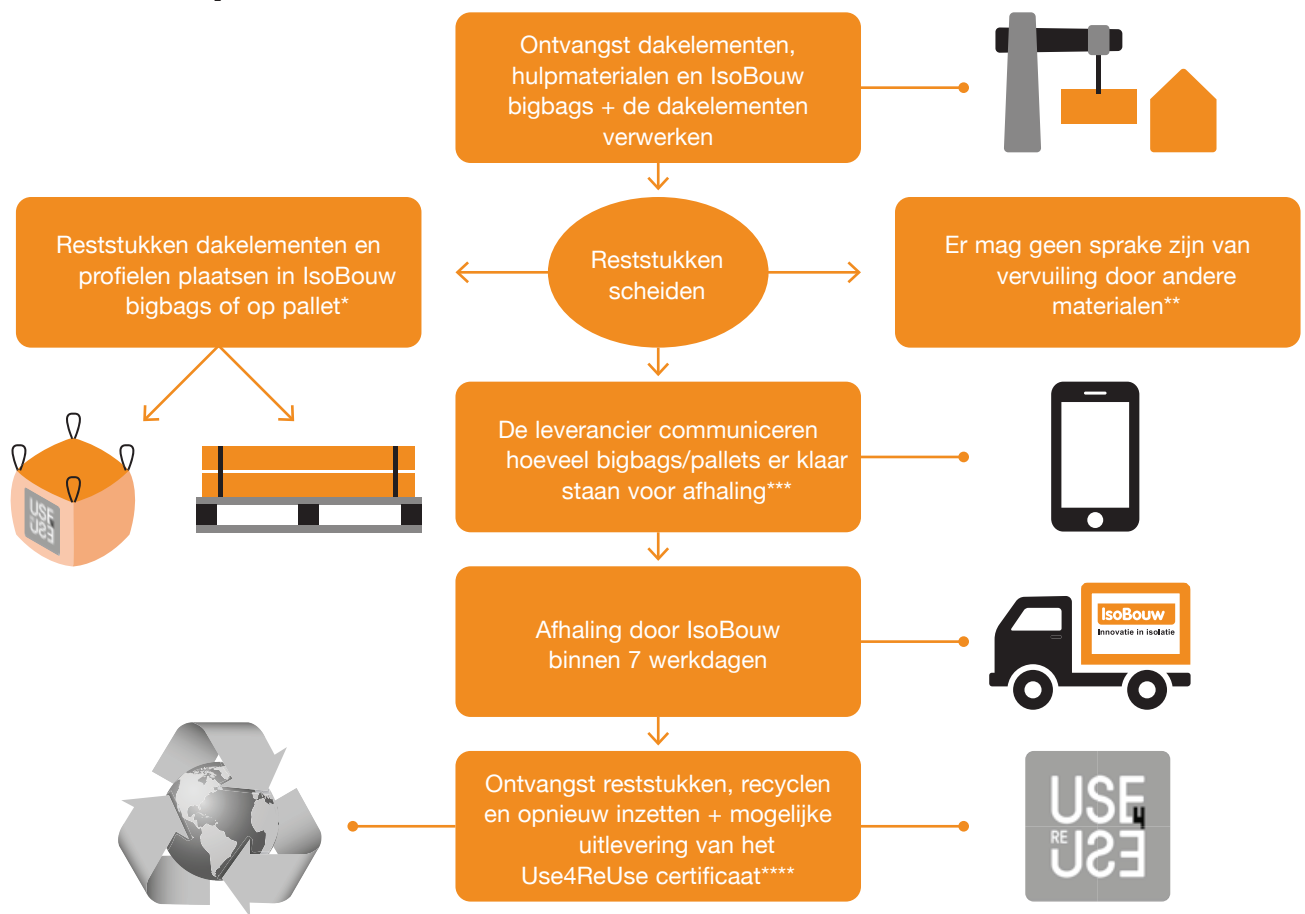 Ontvangst dakelementen,
hulpmaterialen en IsoBouw
bigbags + de dakelementen
verwerken
Reststukken dakelementen en
profielen plaatsen in IsoBouw
bigbags of op pallet*
Reststukken
scheiden
Er mag geen sprake zijn van
vervuiling door andere
materialen**
USE
USE
De leverancier communiceren
hoeveel bigbags/pallets er klaar
staan voor afhaling***
Afhaling door IsoBouw
binnen 7 werkdagen
IsoBouw
Innovatie in isolatie
Ontvangst reststukken, recyclen
en opnieuw inzetten + mogelijke
uitlevering van het
Use4ReUse certificaat****
USE
4
RE
USE